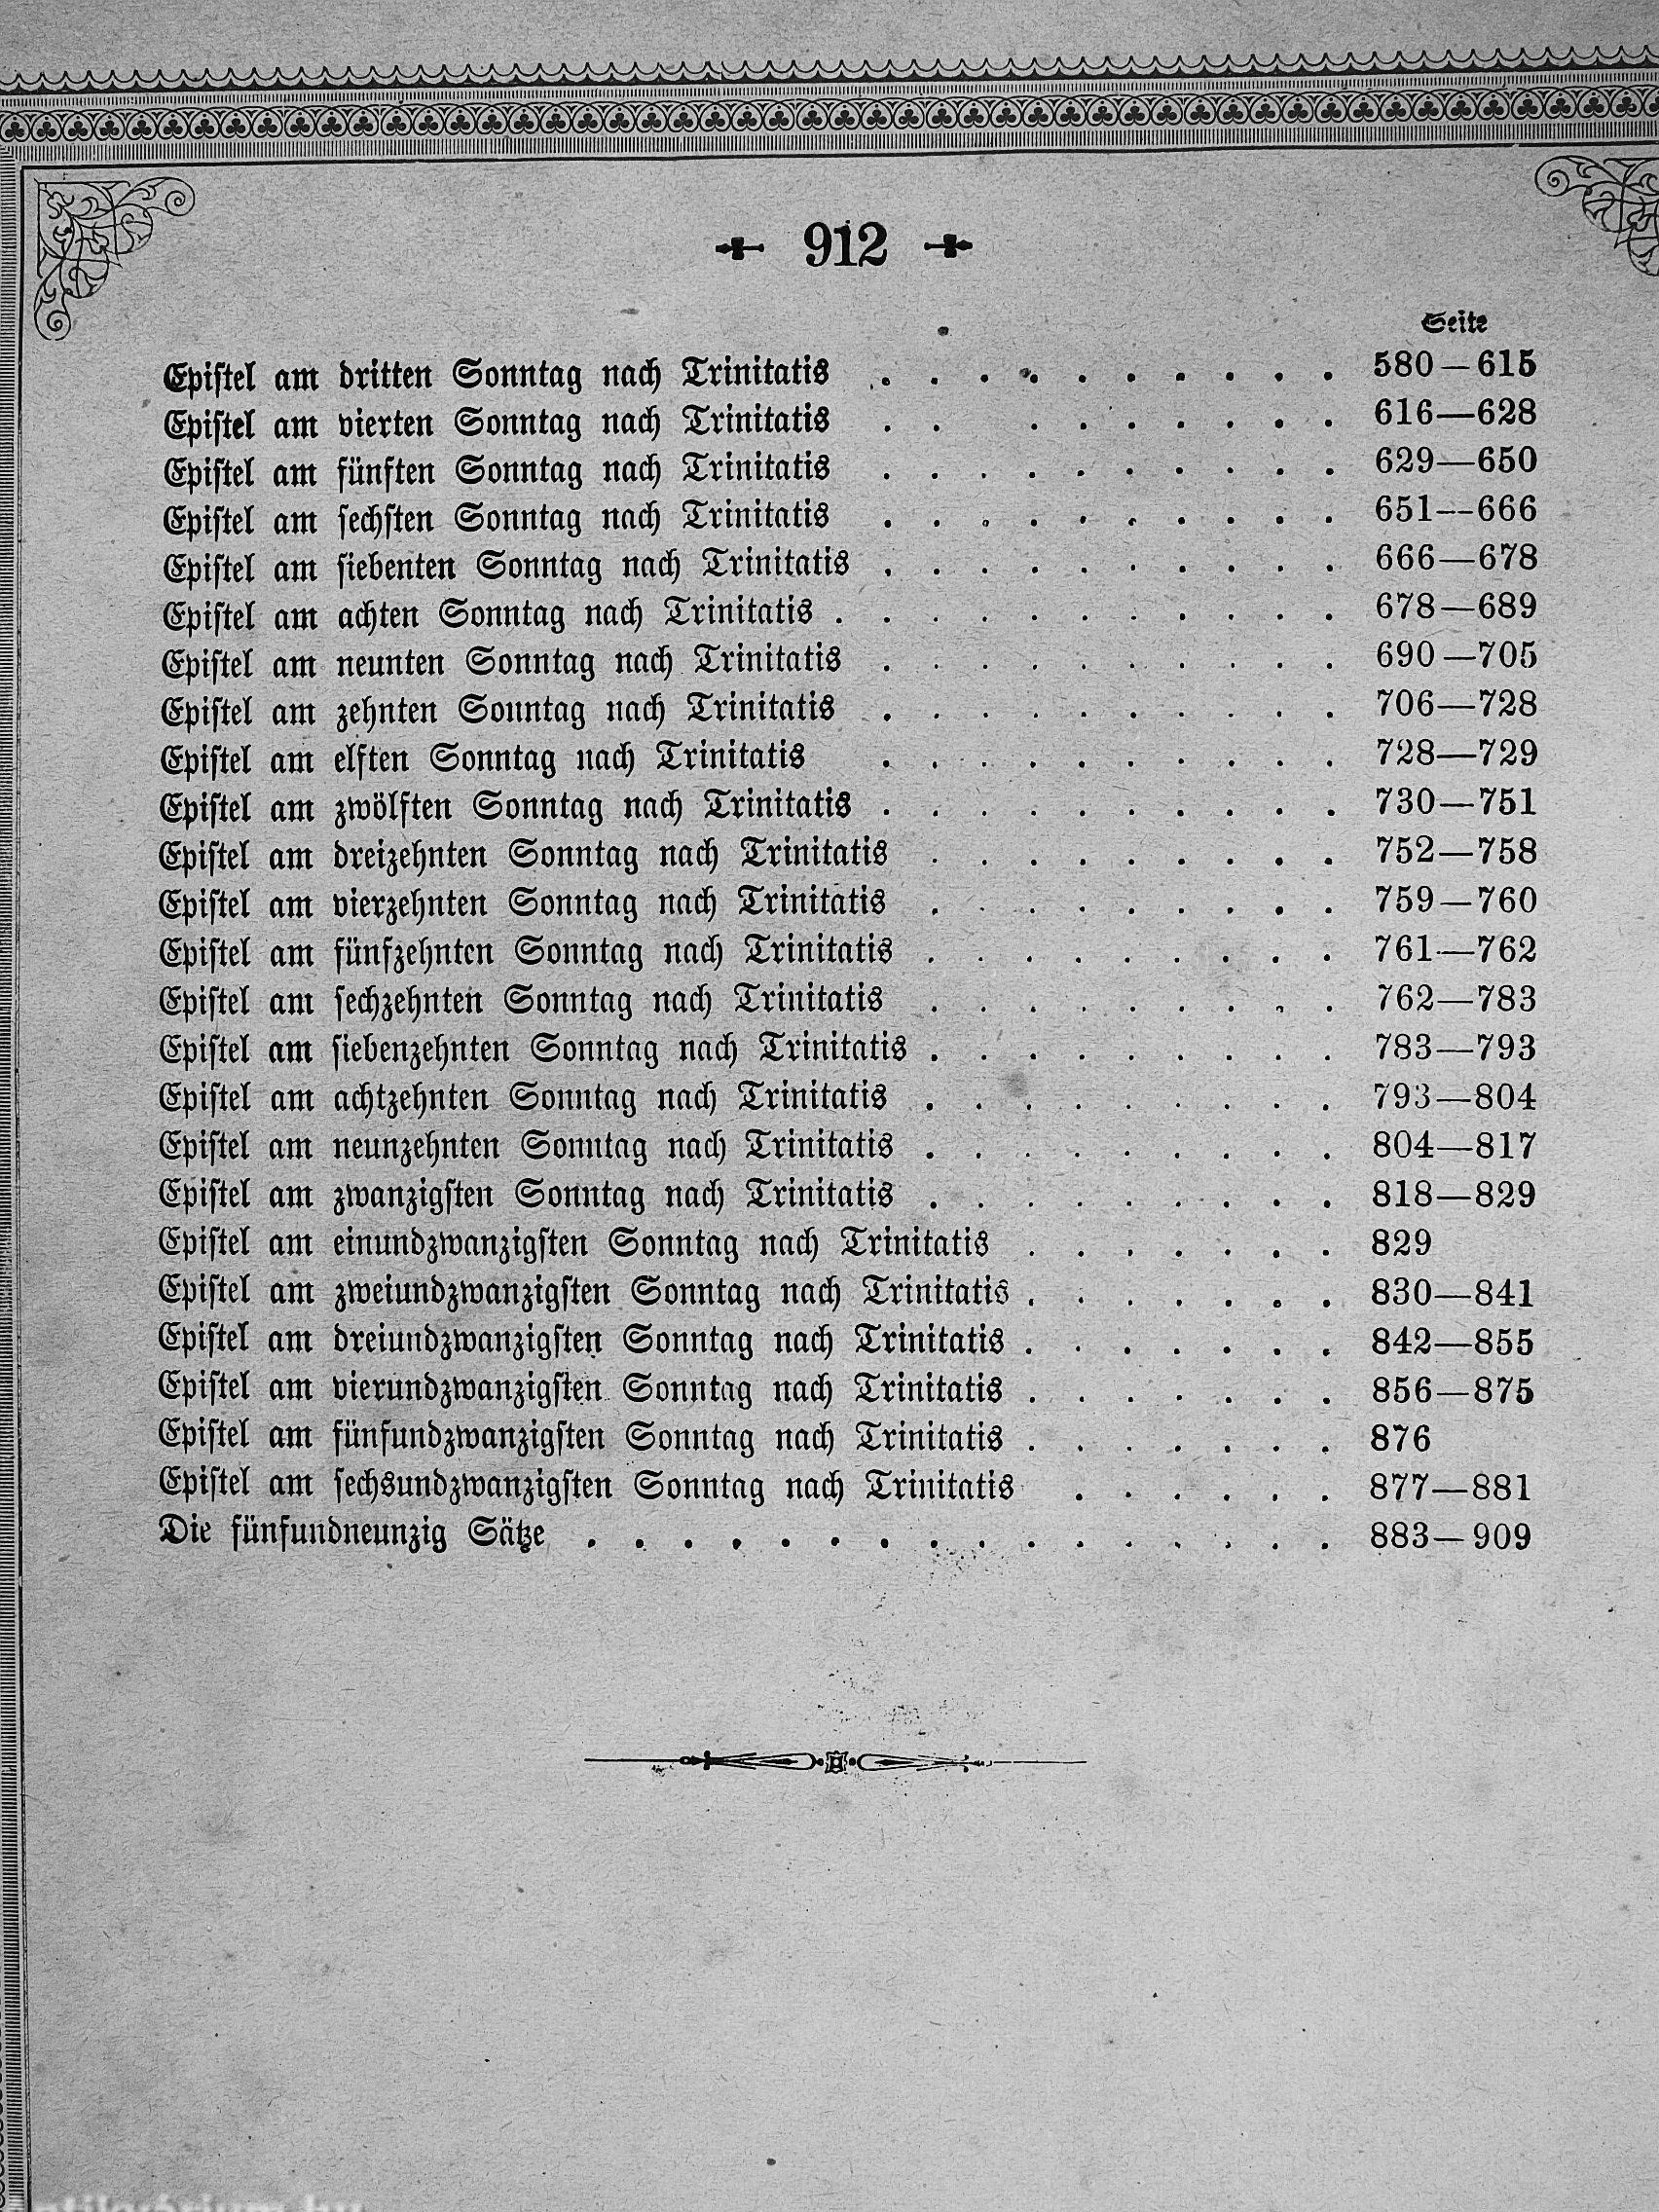 912
Seite
Epistel am dritten Sonntag nach Trinitatis . . . . . . . . . . 580—615
Epistel am vierten Sonntag nach Trinitatis . . . . . . . . . 616—628
Epistel am fünften Sonntag nach Trinitatis . . . . . . . . . . 629—650
Epistel am sechsten Sonntag nach Trinitatis . . . . . . . . . . 651—666
Epistel am siebenten Sonntag nach Trinitatis . . . . . . . . . . 666—678
Epistel am achten Sonntag nach Trinitatis . . . . . . . . . . . 678—689
Epistel am neunten Sonntag nach Trinitatis . . . . . . . . . . 690—705
Epistel am zehnten Sonntag nach Trinitatis . . . . . . . . . . 706—728
Epistel am elften Sonntag nach Trinitatis . . . . . . . . . . 728—729
Epistel am zwölften Sonntag nach Trinitatis . . . . . . . . . . 730—751
Epistel am dreizehnten Sonntag nach Trinitatis . . . . . . . . . 752—758
Epistel am vierzehnten Sonntag nach Trinitatis . . . . . . . . . 759—760
Epistel am fünfzehnten Sonntag nach Trinitatis . . . . . . . . . 761—762
Epistel am sechzehnten Sonntag nach Trinitatis . . . . . . . . . 762—783
Epistel am siebenzehnten Sonntag nach Trinitatis . . . . . . . . . 783—793
Epistel am achtzehnten Sonntag nach Trinitatis . . . . . . . . . 793—804
Epistel am neunzehnten Sonntag nach Trinitatis . . . . . . . . . 804—817
Epistel am zwanzigsten Sonntag nach Trinitatis . . . . . . . . . 818—829
Epistel am einundzwanzigsten Sonntag nach Trinitatis . . . . . . . 829
Epistel am zweiundzwanzigsten Sonntag nach Trinitatis . . . . . . . 830—841
Epistel am dreiundzwanzigsten Sonntag nach Trinitatis . . . . . . . 842—855
Epistel am vierundzwanzigsten Sonntag nach Trinitatis . . . . . . . 856—875
Epistel am fünfundzwanzigsten Sonntag nach Trinitatis . . . . . . . 876
Epistel am sechsundzwanzigsten Sonntag nach Trinitatis . . . . . . 877—881
Die fünfundneunzig Sätze . . . . . . . . . . . . . . . . 883—909